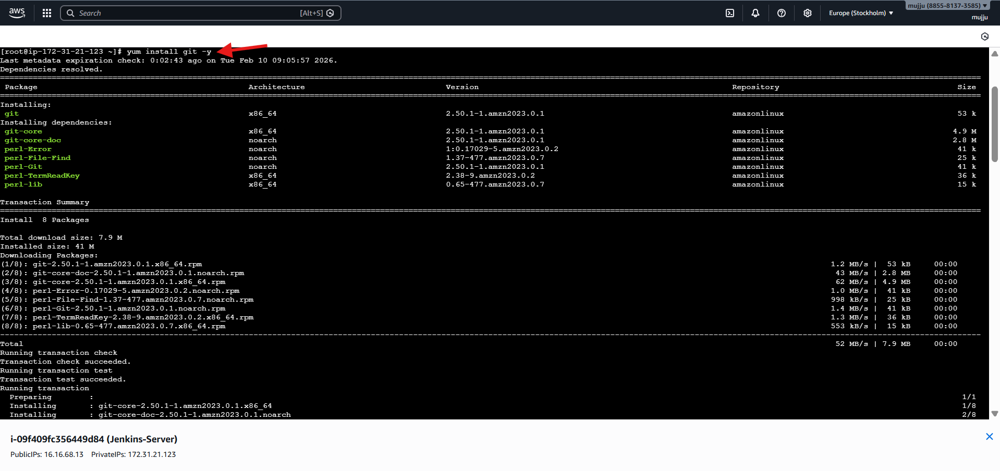 aws
Search [Alt+S]
Europe (Stockholm) ▼
mujju (8855-8137-3585) ▼
mujju
[root@ip-172-31-21-123 ~]# yum install git -y
Last metadata expiration check: 0:02:43 ago on Tue Feb 10 09:05:57 2026.
Dependencies resolved.
Package Architecture Version Repository Size
Installing:
git x86_64 2.50.1-1.amzn2023.0.1 amazonlinux 53 k
Installing dependencies:
git-core x86_64 2.50.1-1.amzn2023.0.1 amazonlinux 4.9 M
git-core-doc noarch 2.50.1-1.amzn2023.0.1 amazonlinux 2.8 M
perl-Error noarch 1:0.17029-5.amzn2023.0.2 amazonlinux 41 k
perl-File-Find noarch 1.37-477.amzn2023.0.7 amazonlinux 25 k
perl-Git noarch 2.50.1-1.amzn2023.0.1 amazonlinux 41 k
perl-TermReadKey x86_64 2.38-9.amzn2023.0.2 amazonlinux 36 k
perl-lib x86_64 0.65-477.amzn2023.0.7 amazonlinux 15 k
Transaction Summary
Install 8 Packages
Total download size: 7.9 M
Installed size: 41 M
Downloading Packages:
(1/8): git-2.50.1-1.amzn2023.0.1.x86_64.rpm 1.2 MB/s | 53 kB 00:00
(2/8): git-core-doc-2.50.1-1.amzn2023.0.1.noarch.rpm 43 MB/s | 2.8 MB 00:00
(3/8): git-core-2.50.1-1.amzn2023.0.1.x86_64.rpm 62 MB/s | 4.9 MB 00:00
(4/8): perl-Error-0.17029-5.amzn2023.0.2.noarch.rpm 1.0 MB/s | 41 kB 00:00
(5/8): perl-File-Find-1.37-477.amzn2023.0.7.noarch.rpm 998 kB/s | 25 kB 00:00
(6/8): perl-Git-2.50.1-1.amzn2023.0.1.noarch.rpm 1.4 MB/s | 41 kB 00:00
(7/8): perl-TermReadKey-2.38-9.amzn2023.0.2.x86_64.rpm 1.3 MB/s | 36 kB 00:00
(8/8): perl-lib-0.65-477.amzn2023.0.7.x86_64.rpm 553 kB/s | 15 kB 00:00
Total 52 MB/s | 7.9 MB 00:00
Running transaction check
Transaction check succeeded.
Running transaction test
Transaction test succeeded.
Running transaction
Preparing : 1/1
Installing : git-core-2.50.1-1.amzn2023.0.1.x86_64 1/8
Installing : git-core-doc-2.50.1-1.amzn2023.0.1.noarch 2/8
i-09f409fc356449d84 (Jenkins-Server)
PublicIPs: 16.16.68.13 PrivateIPs: 172.31.21.123